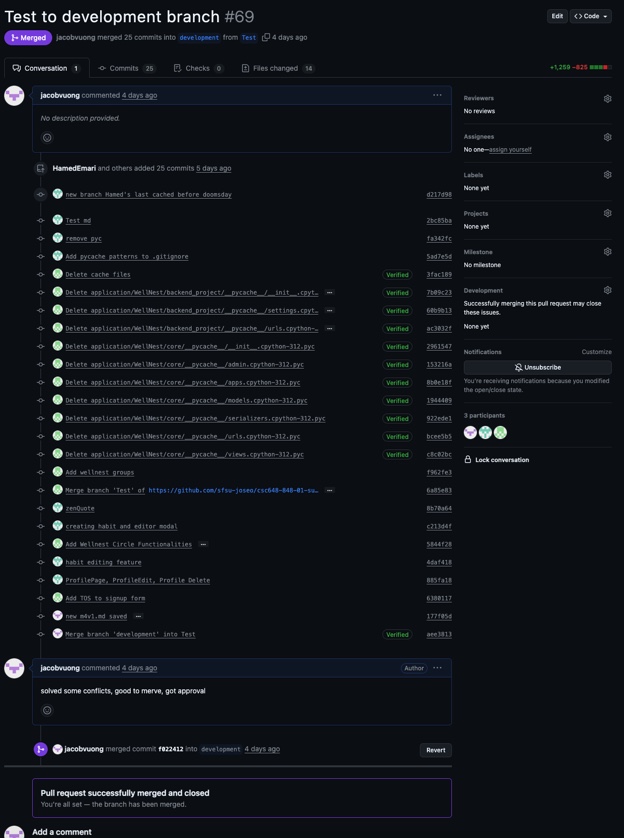 Test to development branch #69
Edit
Code
Merged
jacobvuong merged 25 commits into development from Test 4 days ago
Conversation 1
Commits 25
Checks 0
Files changed 14
+1,259 −825
jacobvuong commented 4 days ago
No description provided.
HamedEmari and others added 25 commits 5 days ago
new branch Hamed's last cached before doomsday d217d98
Test md 2bc85ba
remove pyc fa342fc
Add pycache patterns to .gitignore 5ad7e5d
Delete cache files Verified 3fac189
Delete application/WellNest/backend_project/__pycache__/__init__.cpyt… Verified 7b09c23
Delete application/WellNest/backend_project/__pycache__/settings.cpyt… Verified 60b9b13
Delete application/WellNest/backend_project/__pycache__/urls.cpython-… Verified ac3032f
Delete application/WellNest/core/__pycache__/__init__.cpython-312.pyc Verified 2961547
Delete application/WellNest/core/__pycache__/admin.cpython-312.pyc Verified 153216a
Delete application/WellNest/core/__pycache__/apps.cpython-312.pyc Verified 8b0e18f
Delete application/WellNest/core/__pycache__/models.cpython-312.pyc Verified 1944409
Delete application/WellNest/core/__pycache__/serializers.cpython-312.pyc Verified 922ede1
Delete application/WellNest/core/__pycache__/urls.cpython-312.pyc Verified bcee5b5
Delete application/WellNest/core/__pycache__/views.cpython-312.pyc Verified c8c02bc
Add wellnest groups f962fe3
Merge branch 'Test' of https://github.com/sfsu-joseo/csc648-848-01-su… 6a85e83
zenQuote 8b70a64
creating habit and editor modal c213d4f
Add Wellnest Circle Functionalities 5844f28
habit editing feature 4daf418
ProfilePage, ProfileEdit, Profile Delete 885fa18
Add TOS to signup form 6380117
new m4v1.md saved 177f05d
Merge branch 'development' into Test Verified aee3813
jacobvuong commented 4 days ago
Author
solved some conflicts, good to merve, got approval
jacobvuong merged commit f022412 into development 4 days ago
Revert
Pull request successfully merged and closed
You're all set — the branch has been merged.
Add a comment
Reviewers
No reviews
Assignees
No one—assign yourself
Labels
None yet
Projects
None yet
Milestone
No milestone
Development
Successfully merging this pull request may close
these issues.
None yet
Notifications
Customize
Unsubscribe
You're receiving notifications because you modified
the open/close state.
3 participants
Lock conversation